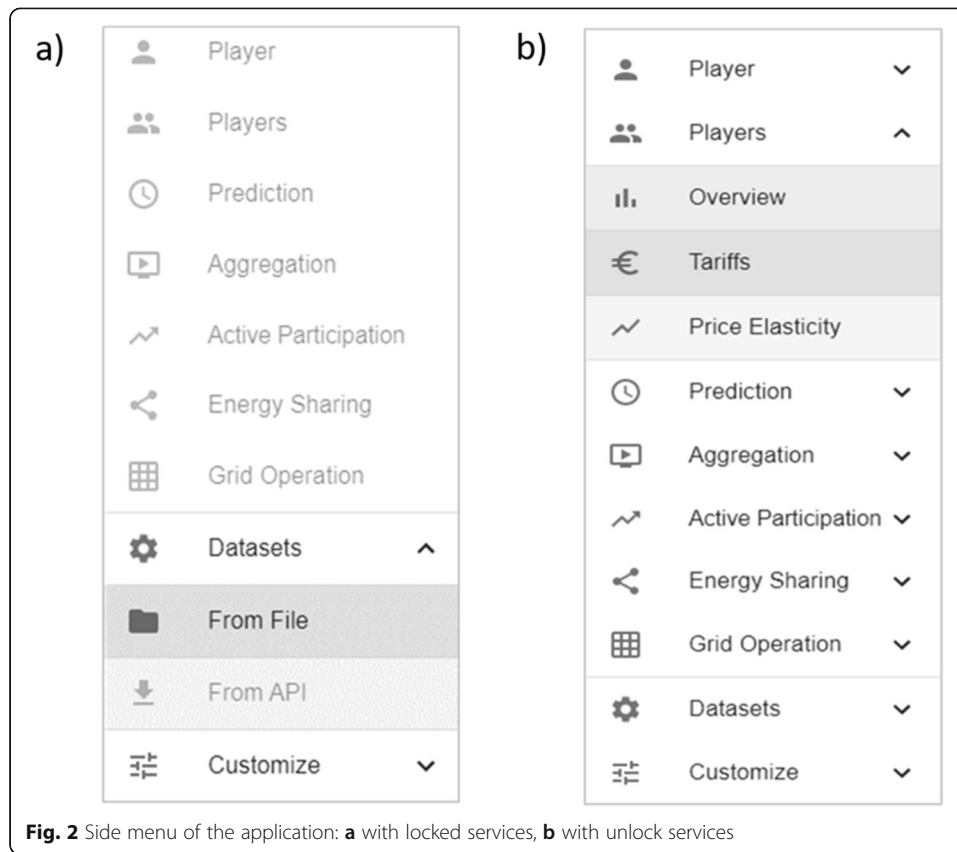 a)
Player
Players
Prediction
Aggregation
Active Participation
Energy Sharing
Grid Operation
Datasets
From File
From API
Customize
b)
Player
Players
Overview
Tariffs
Price Elasticity
Prediction
Aggregation
Active Participation
Energy Sharing
Grid Operation
Datasets
Customize
Fig. 2 Side menu of the application: a with locked services, b with unlock services